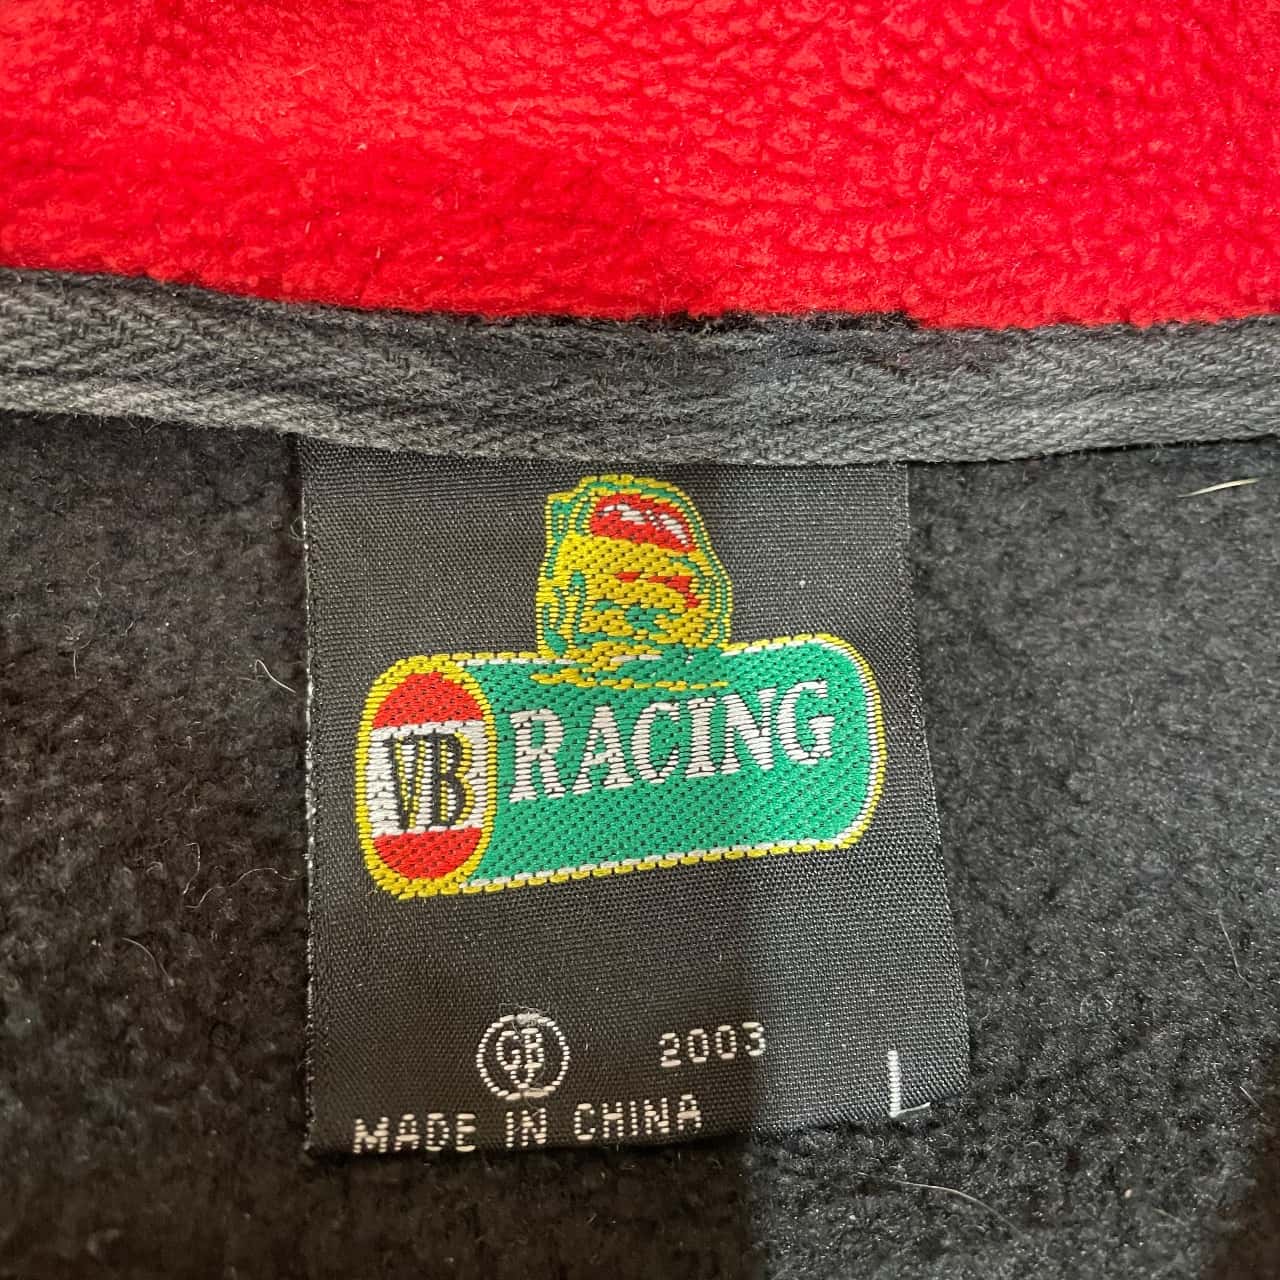 VB RACING
GB 2003
MADE IN CHINA L